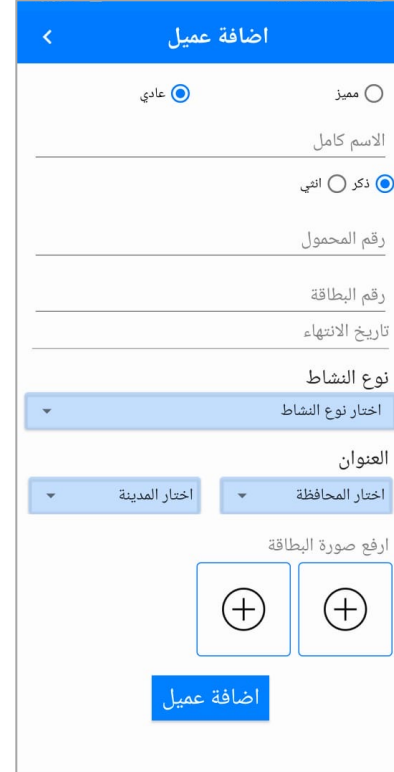 اضافة عميل
مميز عادي
الاسم كامل
ذكر انثي
رقم المحمول
رقم البطاقة
تاريخ الانتهاء
نوع النشاط
اختار نوع النشاط
العنوان
اختار المحافظة اختار المدينة
ارفع صورة البطاقة
اضافة عميل